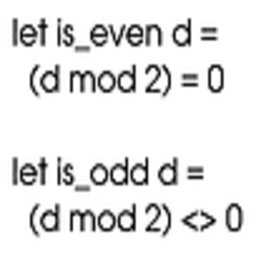 let is_even d =
(d mod 2) = 0
let is_odd d =
(d mod 2) <> 0